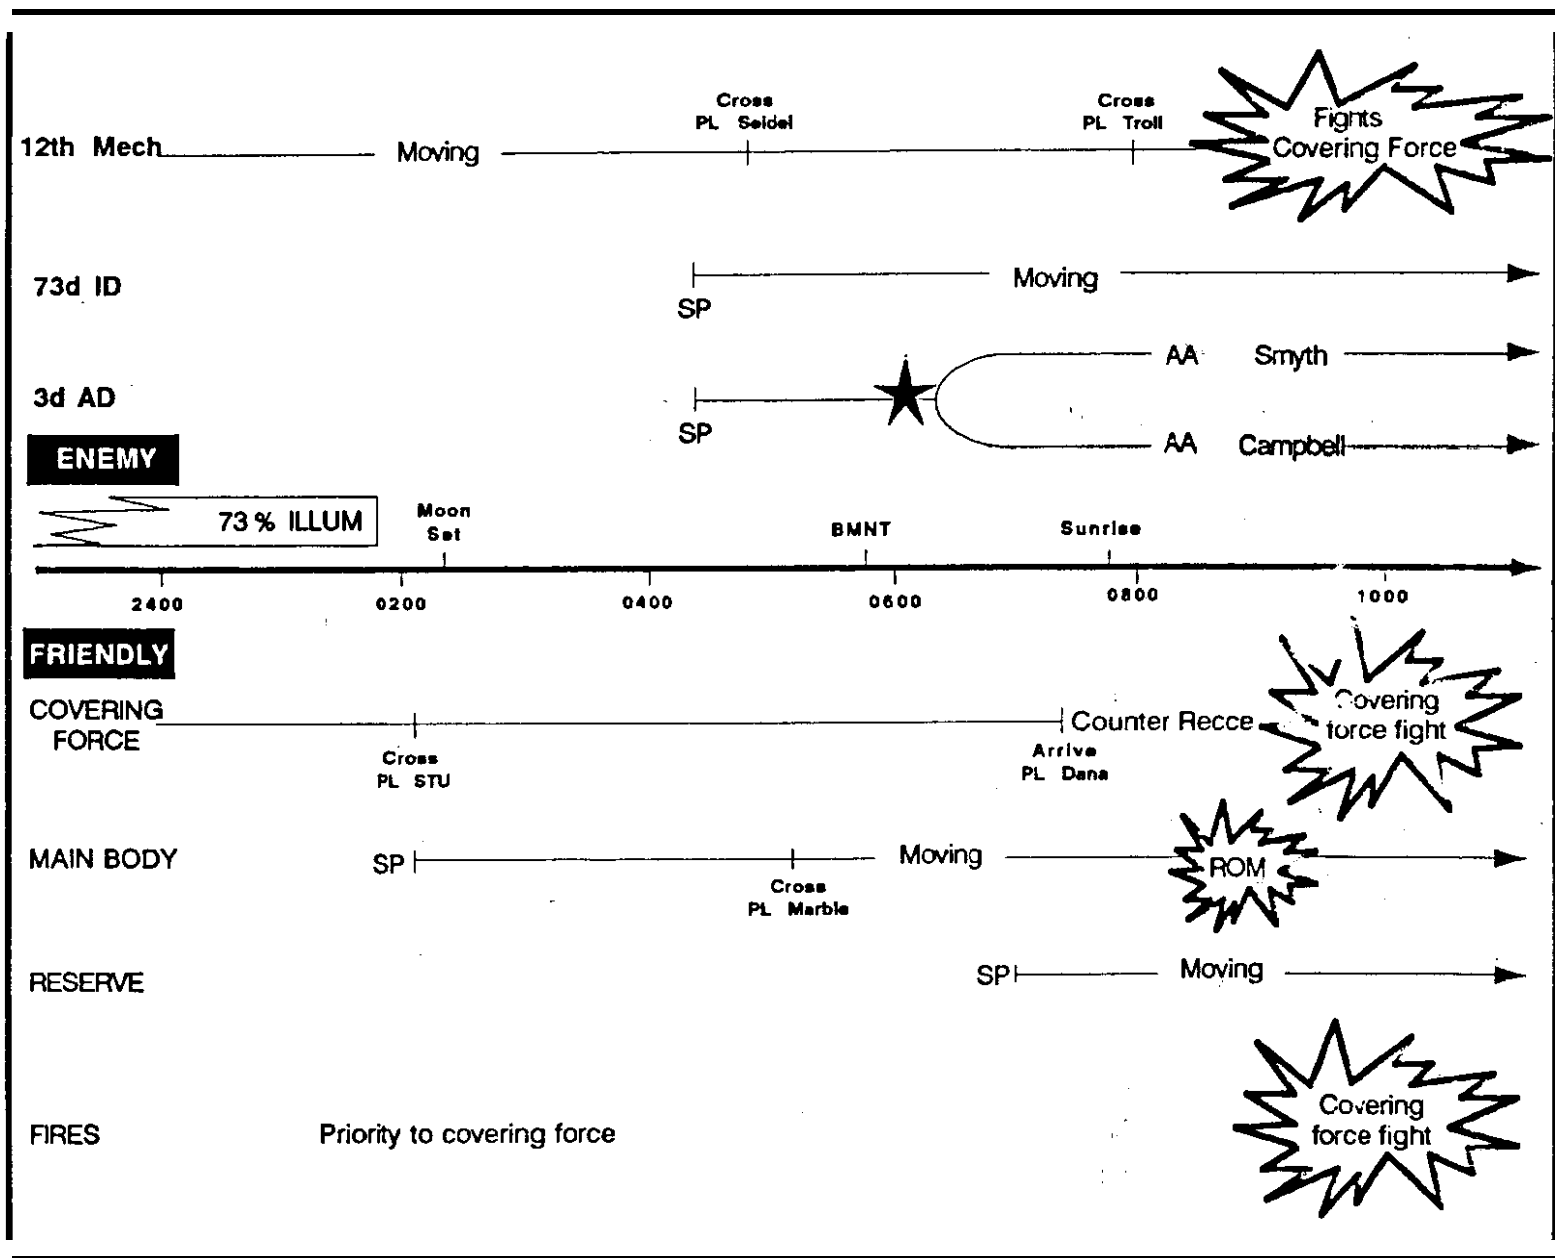 Cross
PL Seidel
Cross
PL Troll
Fights
Covering Force
12th Mech
Moving
73d ID
SP
Moving
AA Smyth
3d AD
SP
AA Campbell
ENEMY
73 % ILLUM
Moon
Set
BMNT
Sunrise
2400
0200
0400
0600
0800
1000
FRIENDLY
COVERING
FORCE
Cross
PL STU
Arrive
PL Dana
Counter Recce
Covering
force fight
MAIN BODY
SP
Cross
PL Marble
Moving
ROM
RESERVE
SP
Moving
FIRES
Priority to covering force
Covering
force fight